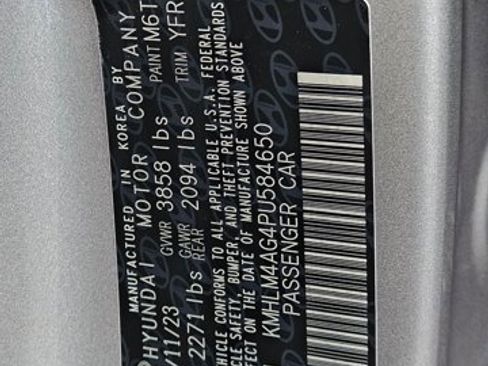 MANUFACTURED IN KOREA BY
HYUNDAI MOTOR COMPANY
/11/23 GVWR 3858 lbs PAINT M6T
2271 lbs GAWR REAR 2094 lbs TRIM YFR
VEHICLE CONFORMS TO ALL APPLICABLE U.S.A. FEDERAL
SAFETY, BUMPER, AND THEFT PREVENTION STANDARDS
EFFECT ON THE DATE OF MANUFACTURE SHOWN ABOVE
KMHLM4AG4PU584650
PASSENGER CAR